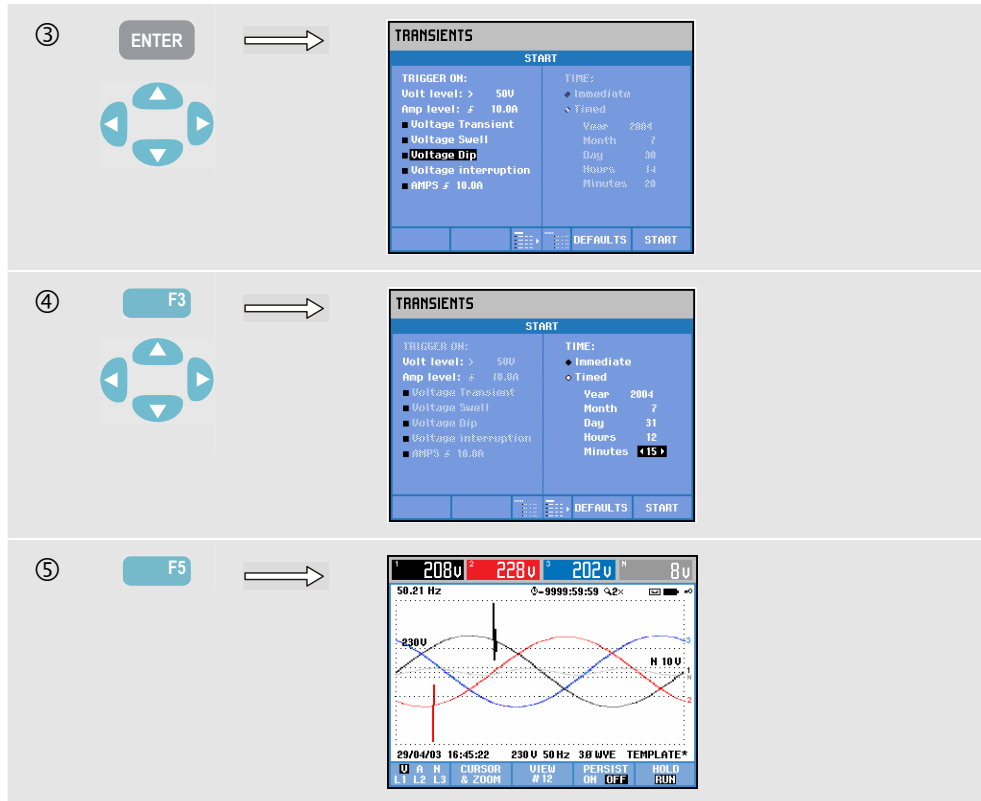 ③
ENTER
TRANSIENTS
START
TRIGGER ON:
Volt level: > 50V
Amp level: 10.0A
Voltage Transient
Voltage Swell
Voltage Dip
Voltage interruption
AMPS 10.0A
TIME:
Immediate
Timed
Year 2004
Month 7
Day 30
Hours 14
Minutes 20
DEFAULTS START
④
F3
TRANSIENTS
START
TRIGGER ON:
Volt level: > 50V
Amp level: 10.0A
Voltage Transient
Voltage Swell
Voltage Dip
Voltage interruption
AMPS 10.0A
TIME:
Immediate
Timed
Year 2004
Month 7
Day 31
Hours 12
Minutes 15
DEFAULTS START
⑤
F5
1 208V 2 228V 3 202V N 8V
50.21 Hz -9999:59:59 2×
230V
3
N 10V
1
N
2
29/04/03 16:45:22 230V 50Hz 3Ø WYE TEMPLATE*
V A N CURSOR VIEW PERSIST HOLD
L1 L2 L3 & ZOOM #12 ON OFF RUN